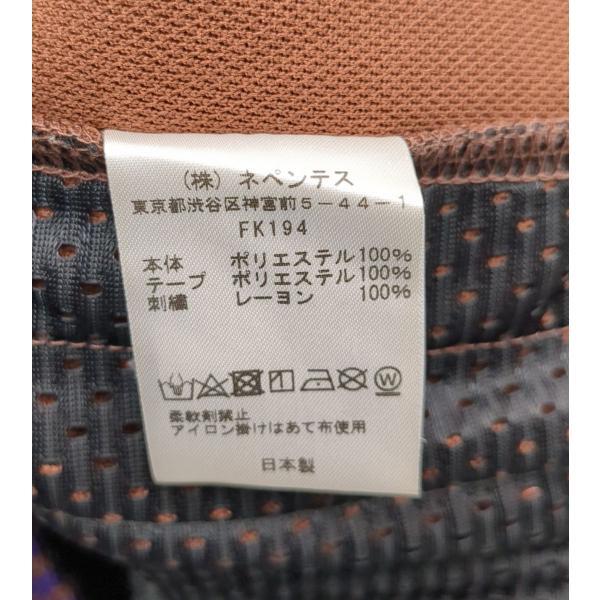 (株) ネペンテス
東京都渋谷区神宮前5-44-1
FK194
本体 ポリエステル100%
テープ ポリエステル100%
刺繍 レーヨン 100%
W
柔軟剤禁止
アイロン掛けはあて布使用
日本製